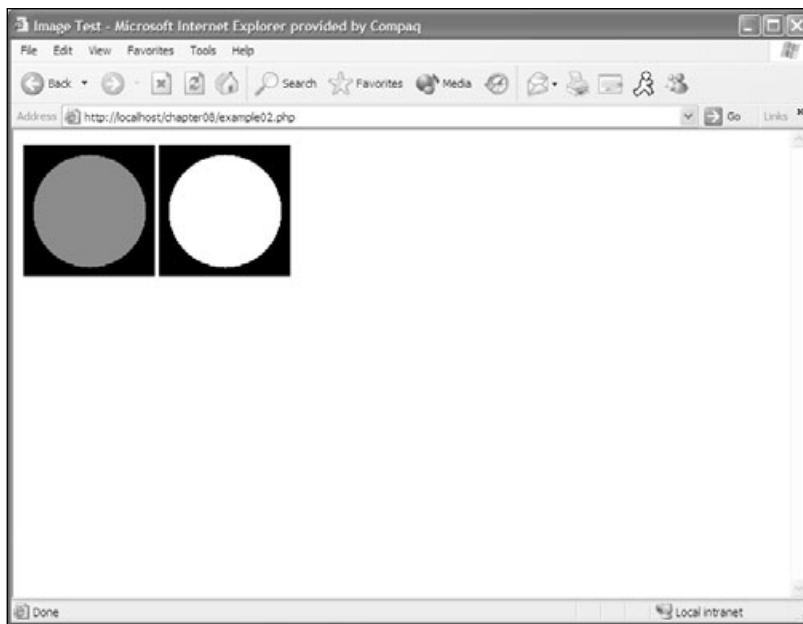 Image Test - Microsoft Internet Explorer provided by Compaq
File Edit View Favorites Tools Help
Back Search Favorites Media
Address http://localhost/chapter08/example02.php Go Links »
Done Local intranet